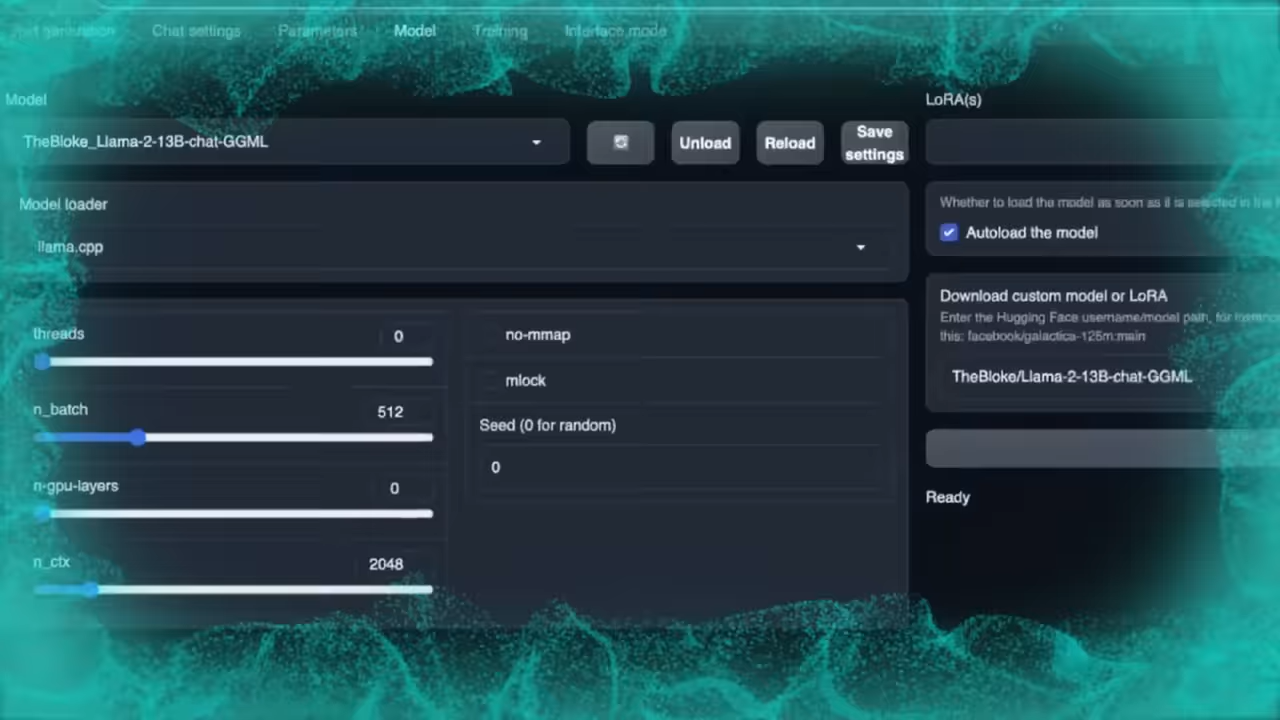 Text generation Chat settings Parameters Model Training Interface mode
Model
TheBloke_Llama-2-13B-chat-GGML
Unload
Reload
Save
settings
LoRA(s)
Model loader
llama.cpp
Whether to load the model as soon as it is selected in the
Autoload the model
Download custom model or LoRA
Enter the Hugging Face username/model path, for instance
this: facebook/galactica-125m:main
TheBloke/Llama-2-13B-chat-GGML
Ready
threads
0
n_batch
512
n-gpu-layers
0
n_ctx
2048
no-mmap
mlock
Seed (0 for random)
0